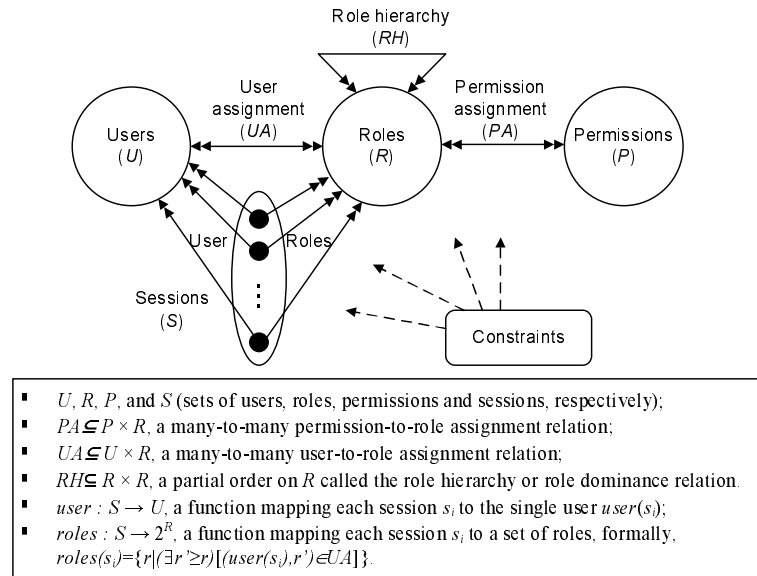 Role hierarchy
(RH)
User
assignment
(UA)
Permission
assignment
(PA)
Users
(U)
Roles
(R)
Permissions
(P)
User
Roles
Sessions
(S)
Constraints
▪ U, R, P, and S (sets of users, roles, permissions and sessions, respectively);
▪ PA⊆P × R, a many-to-many permission-to-role assignment relation;
▪ UA⊆U × R, a many-to-many user-to-role assignment relation;
▪ RH⊆ R × R, a partial order on R called the role hierarchy or role dominance relation.
▪ user : S → U, a function mapping each session sᵢ to the single user user(sᵢ);
▪ roles : S → 2ᴿ, a function mapping each session sᵢ to a set of roles, formally,
roles(sᵢ)={r|(∃r’≥r)[(user(sᵢ),r’)∈UA]}.